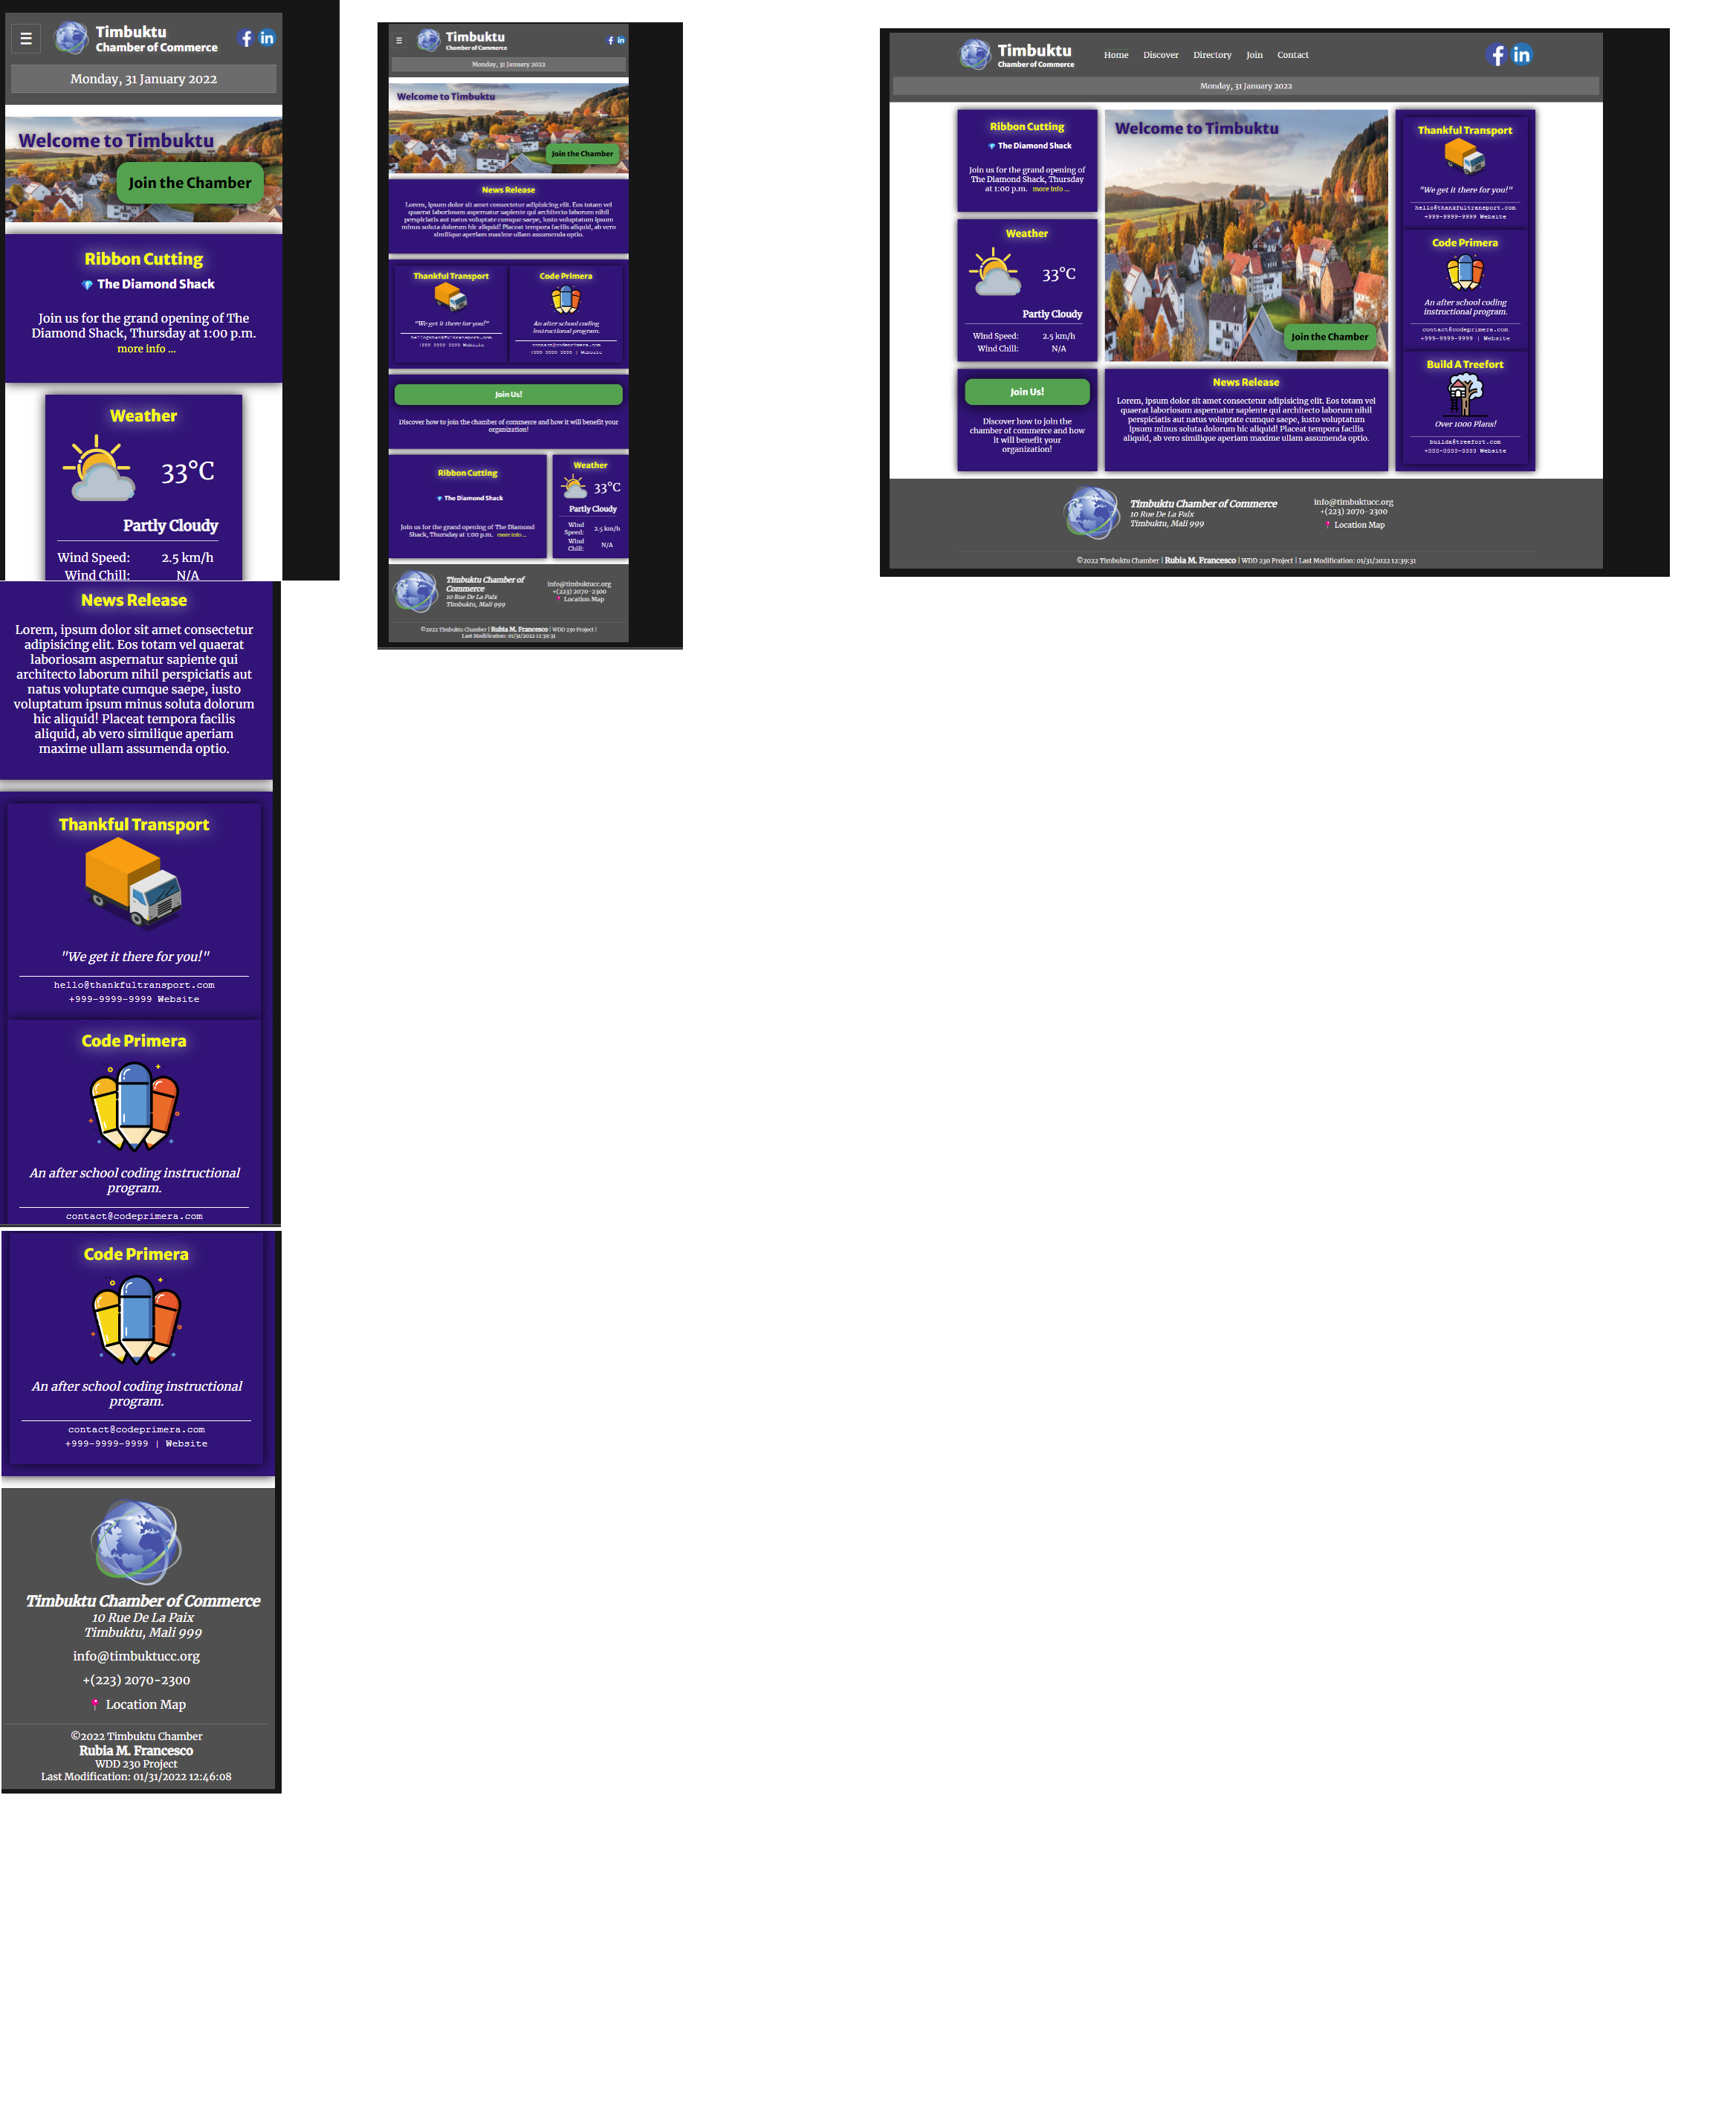 ☰
Timbuktu
Chamber of Commerce
f in
Monday, 31 January 2022
Welcome to Timbuktu
Join the Chamber
Ribbon Cutting
The Diamond Shack
Join us for the grand opening of The
Diamond Shack, Thursday at 1:00 p.m.
more info ...
Weather
33°C
Partly Cloudy
Wind Speed: 2.5 km/h
Wind Chill: N/A
News Release
Lorem, ipsum dolor sit amet consectetur
adipisicing elit. Eos totam vel quaerat
laboriosam aspernatur sapiente qui
architecto laborum nihil perspiciatis aut
natus voluptate cumque saepe, iusto
voluptatum ipsum minus soluta dolorum
hic aliquid! Placeat tempora facilis
aliquid, ab vero similique aperiam
maxime ullam assumenda optio.
Thankful Transport
"We get it there for you!"
hello@thankfultransport.com
+999-9999-9999 Website
Code Primera
An after school coding instructional
program.
contact@codeprimera.com
Code Primera
An after school coding instructional
program.
contact@codeprimera.com
+999-9999-9999 | Website
Timbuktu Chamber of Commerce
10 Rue De La Paix
Timbuktu, Mali 999
info@timbuktucc.org
+(223) 2070-2300
Location Map
©2022 Timbuktu Chamber
Rubia M. Francesco
WDD 230 Project
Last Modification: 01/31/2022 12:46:08
☰
Timbuktu
Chamber of Commerce
f in
Monday, 31 January 2022
Welcome to Timbuktu
Join the Chamber
News Release
Lorem, ipsum dolor sit amet consectetur adipisicing elit. Eos totam vel
quaerat laboriosam aspernatur sapiente qui architecto laborum nihil
perspiciatis aut natus voluptate cumque saepe, iusto voluptatum ipsum
minus soluta dolorum hic aliquid! Placeat tempora facilis aliquid, ab vero
similique aperiam maxime ullam assumenda optio.
Thankful Transport
"We get it there for you!"
hello@thankfultransport.com
+999-9999-9999 Website
Code Primera
An after school coding
instructional program.
contact@codeprimera.com
+999-9999-9999 | Website
Join Us!
Discover how to join the chamber of commerce and how it will benefit your
organization!
Ribbon Cutting
The Diamond Shack
Join us for the grand opening of The Diamond
Shack, Thursday at 1:00 p.m. more info ...
Weather
33°C
Partly Cloudy
Wind
Speed: 2.5 km/h
Wind
Chill: N/A
Timbuktu Chamber of
Commerce
10 Rue De La Paix
Timbuktu, Mali 999
info@timbuktucc.org
+(223) 2070-2300
Location Map
©2022 Timbuktu Chamber | Rubia M. Francesco | WDD 230 Project |
Last Modification: 01/31/2022 12:39:31
Timbuktu
Chamber of Commerce
Home Discover Directory Join Contact
f in
Monday, 31 January 2022
Ribbon Cutting
The Diamond Shack
Join us for the grand opening of
The Diamond Shack, Thursday
at 1:00 p.m. more info ...
Weather
33°C
Partly Cloudy
Wind Speed: 2.5 km/h
Wind Chill: N/A
Join Us!
Discover how to join the
chamber of commerce and how
it will benefit your
organization!
Welcome to Timbuktu
Join the Chamber
News Release
Lorem, ipsum dolor sit amet consectetur adipisicing elit. Eos totam vel
quaerat laboriosam aspernatur sapiente qui architecto laborum nihil
perspiciatis aut natus voluptate cumque saepe, iusto voluptatum
ipsum minus soluta dolorum hic aliquid! Placeat tempora facilis
aliquid, ab vero similique aperiam maxime ullam assumenda optio.
Thankful Transport
"We get it there for you!"
hello@thankfultransport.com
+999-9999-9999 Website
Code Primera
An after school coding
instructional program.
contact@codeprimera.com
+999-9999-9999 | Website
Build A Treefort
Over 1000 Plans!
builda@treefort.com
+333-3333-3333 Website
Timbuktu Chamber of Commerce
10 Rue De La Paix
Timbuktu, Mali 999
info@timbuktucc.org
+(223) 2070-2300
Location Map
©2022 Timbuktu Chamber | Rubia M. Francesco | WDD 230 Project | Last Modification: 01/31/2022 12:39:31